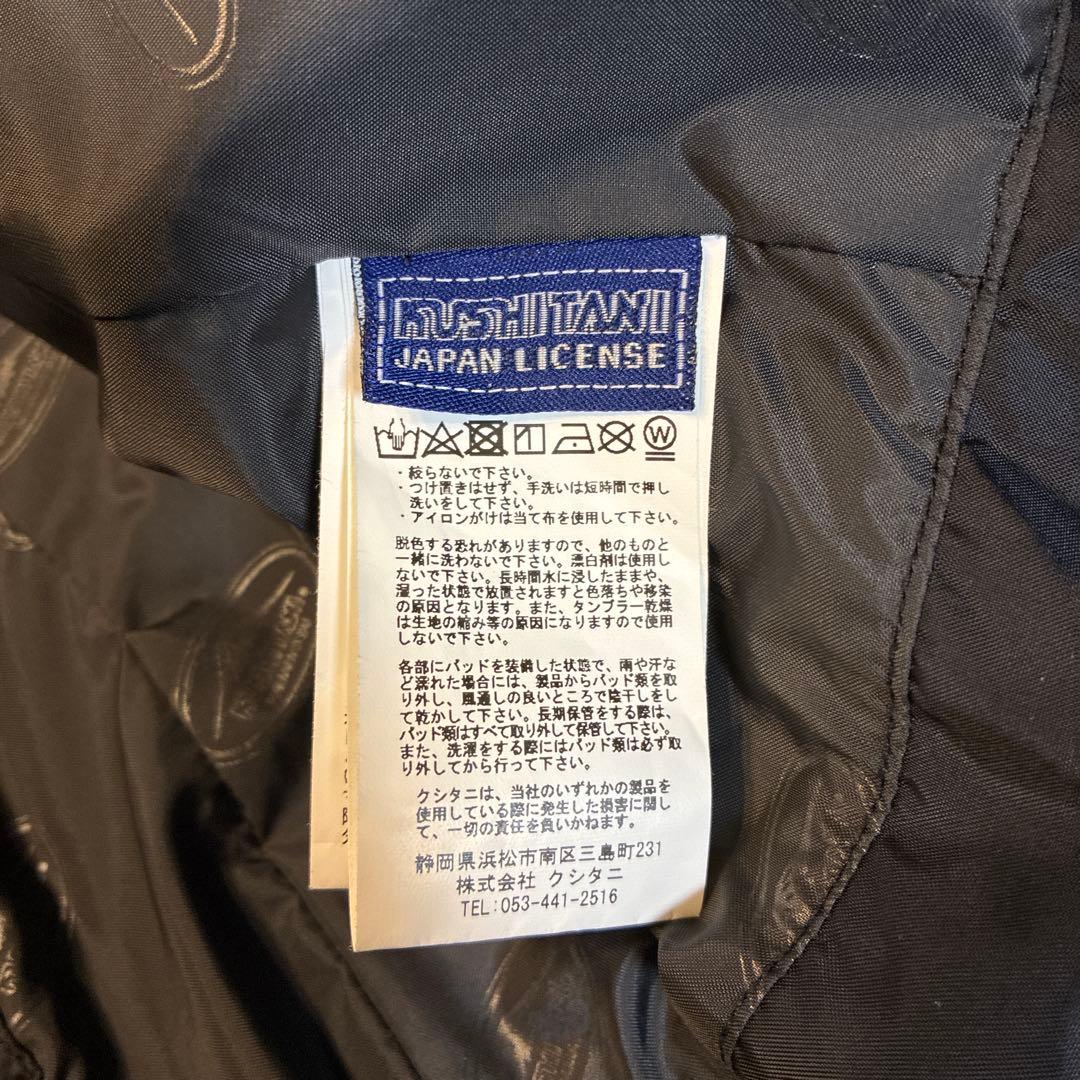 KUSHITANI
JAPAN LICENSE
W
・絞らないで下さい。
・つけ置きはせず、手洗いは短時間で押し
洗いをして下さい。
・アイロンがけは当て布を使用して下さい。
脱色する恐れがありますので、他のものと
一緒に洗わないで下さい。漂白剤は使用し
ないで下さい。長時間水に浸したままや、
湿った状態で放置されますと色落ちや移染
の原因となります。また、タンブラー乾燥
は生地の縮み等の原因になりますので使用
しないで下さい。
各部にパッドを装備した状態で、雨や汗な
ど濡れた場合には、製品からパッド類を取
り外し、風通しの良いところで陰干しをし
て乾かして下さい。長期保管をする際は、
パッド類はすべて取り外して保管して下さい。
また、洗濯をする際にはパッド類は必ず取
り外してから行って下さい。
クシタニは、当社のいずれかの製品を
使用している際に発生した損害に関し
て、一切の責任を負いかねます。
静岡県浜松市南区三島町231
株式会社 クシタニ
TEL:053-441-2516